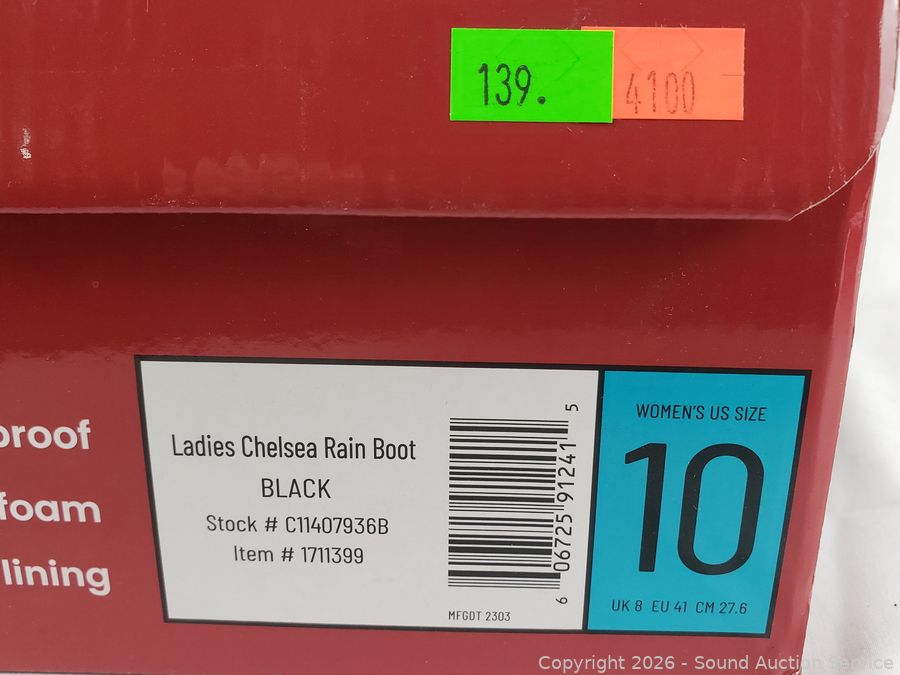 139.
4100
proof
foam
lining
Ladies Chelsea Rain Boot
BLACK
Stock # C11407936B
Item # 1711399
6 06725 91241 5
MFGDT 2303
WOMEN'S US SIZE
10
UK 8 EU 41 CM 27.6
Copyright 2026 - Sound Auction Service